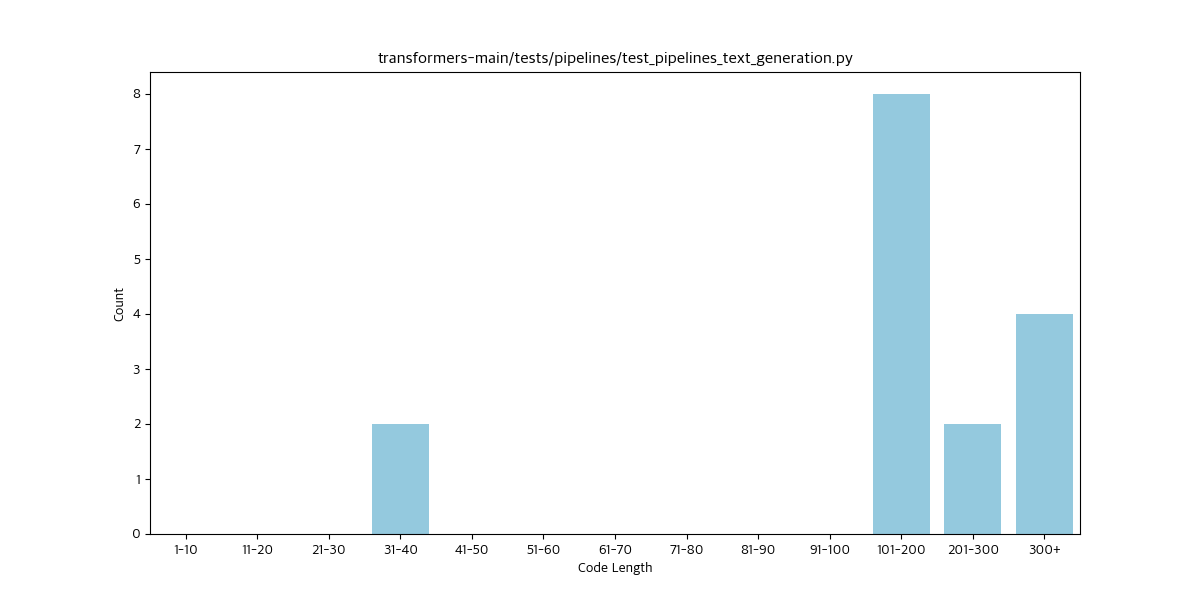 transformers-main/tests/pipelines/test_pipelines_text_generation.py
8
7
6
5
4
3
2
1
0
Count
1-10 11-20 21-30 31-40 41-50 51-60 61-70 71-80 81-90 91-100 101-200 201-300 300+
Code Length